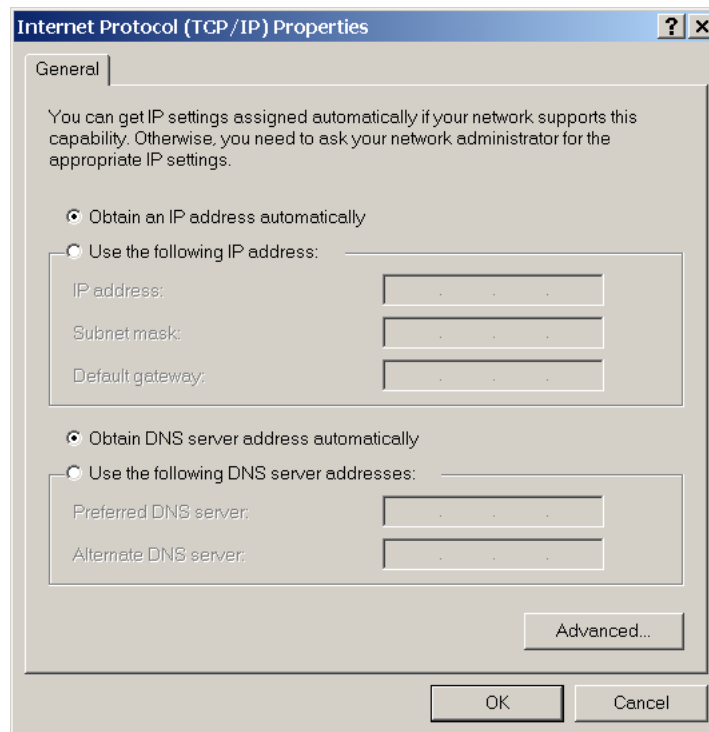 Internet Protocol (TCP/IP) Properties
General
You can get IP settings assigned automatically if your network supports this
capability. Otherwise, you need to ask your network administrator for the
appropriate IP settings.
Obtain an IP address automatically
Use the following IP address:
IP address:
Subnet mask:
Default gateway:
Obtain DNS server address automatically
Use the following DNS server addresses:
Preferred DNS server:
Alternate DNS server:
Advanced...
OK Cancel